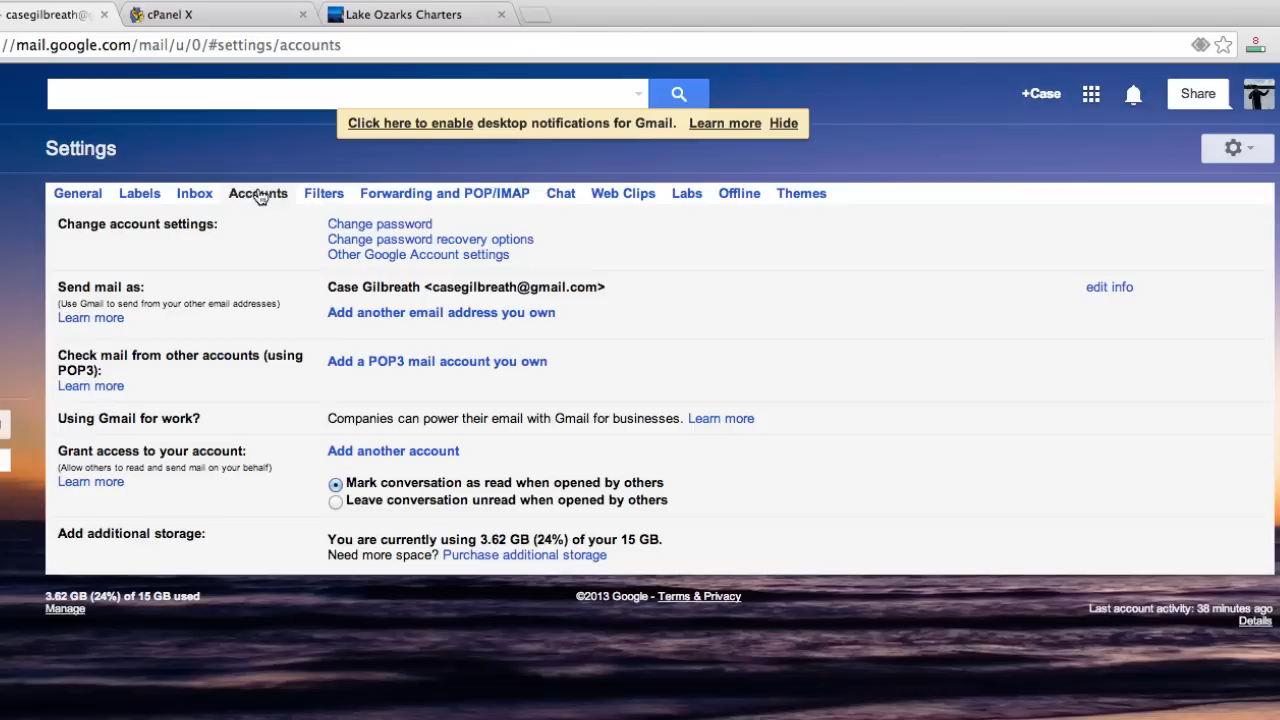 casegilbreath@
cPanel X
Lake Ozarks Charters
//mail.google.com/mail/u/0/#settings/accounts
8
+Case
Share
Click here to enable desktop notifications for Gmail. Learn more Hide
Settings
General Labels Inbox Accounts Filters Forwarding and POP/IMAP Chat Web Clips Labs Offline Themes
Change account settings:
Change password
Change password recovery options
Other Google Account settings
Send mail as:
(Use Gmail to send from your other email addresses)
Learn more
Case Gilbreath <casegilbreath@gmail.com>
edit info
Add another email address you own
Check mail from other accounts (using
POP3):
Learn more
Add a POP3 mail account you own
Using Gmail for work?
Companies can power their email with Gmail for businesses. Learn more
Grant access to your account:
(Allow others to read and send mail on your behalf)
Learn more
Add another account
Mark conversation as read when opened by others
Leave conversation unread when opened by others
Add additional storage:
You are currently using 3.62 GB (24%) of your 15 GB.
Need more space? Purchase additional storage
3.62 GB (24%) of 15 GB used
Manage
©2013 Google - Terms & Privacy
Last account activity: 38 minutes ago
Details